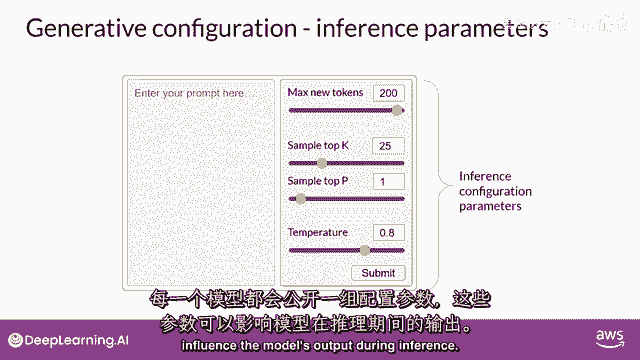 Generative configuration - inference parameters
Enter your prompt here...
Max new tokens 200
Sample top K 25
Sample top P 1
Temperature 0.8
Submit
Inference
configuration
parameters
每一个模型都会公开一组配置参数，这些
参数可以影响模型在推理期间的输出。
influence the model's output during inference.
DeepLearning.AI
aws